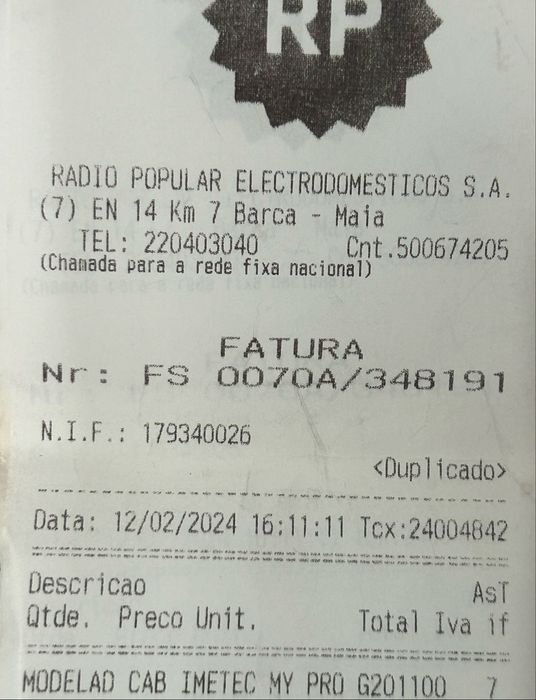 RP
RADIO POPULAR ELECTRODOMESTICOS S.A.
(7) EN 14 Km 7 Barca - Maia
TEL: 220403040 Cnt.500674205
(Chamada para a rede fixa nacional)
FATURA
Nr: FS 0070A/348191
N.I.F.: 179340026
<Duplicado>
Data: 12/02/2024 16:11:11 Tcx:24004842
Descricao AsT
Qtde. Preco Unit. Total Iva if
MODELAD CAB IMETEC MY PRO G201100 7